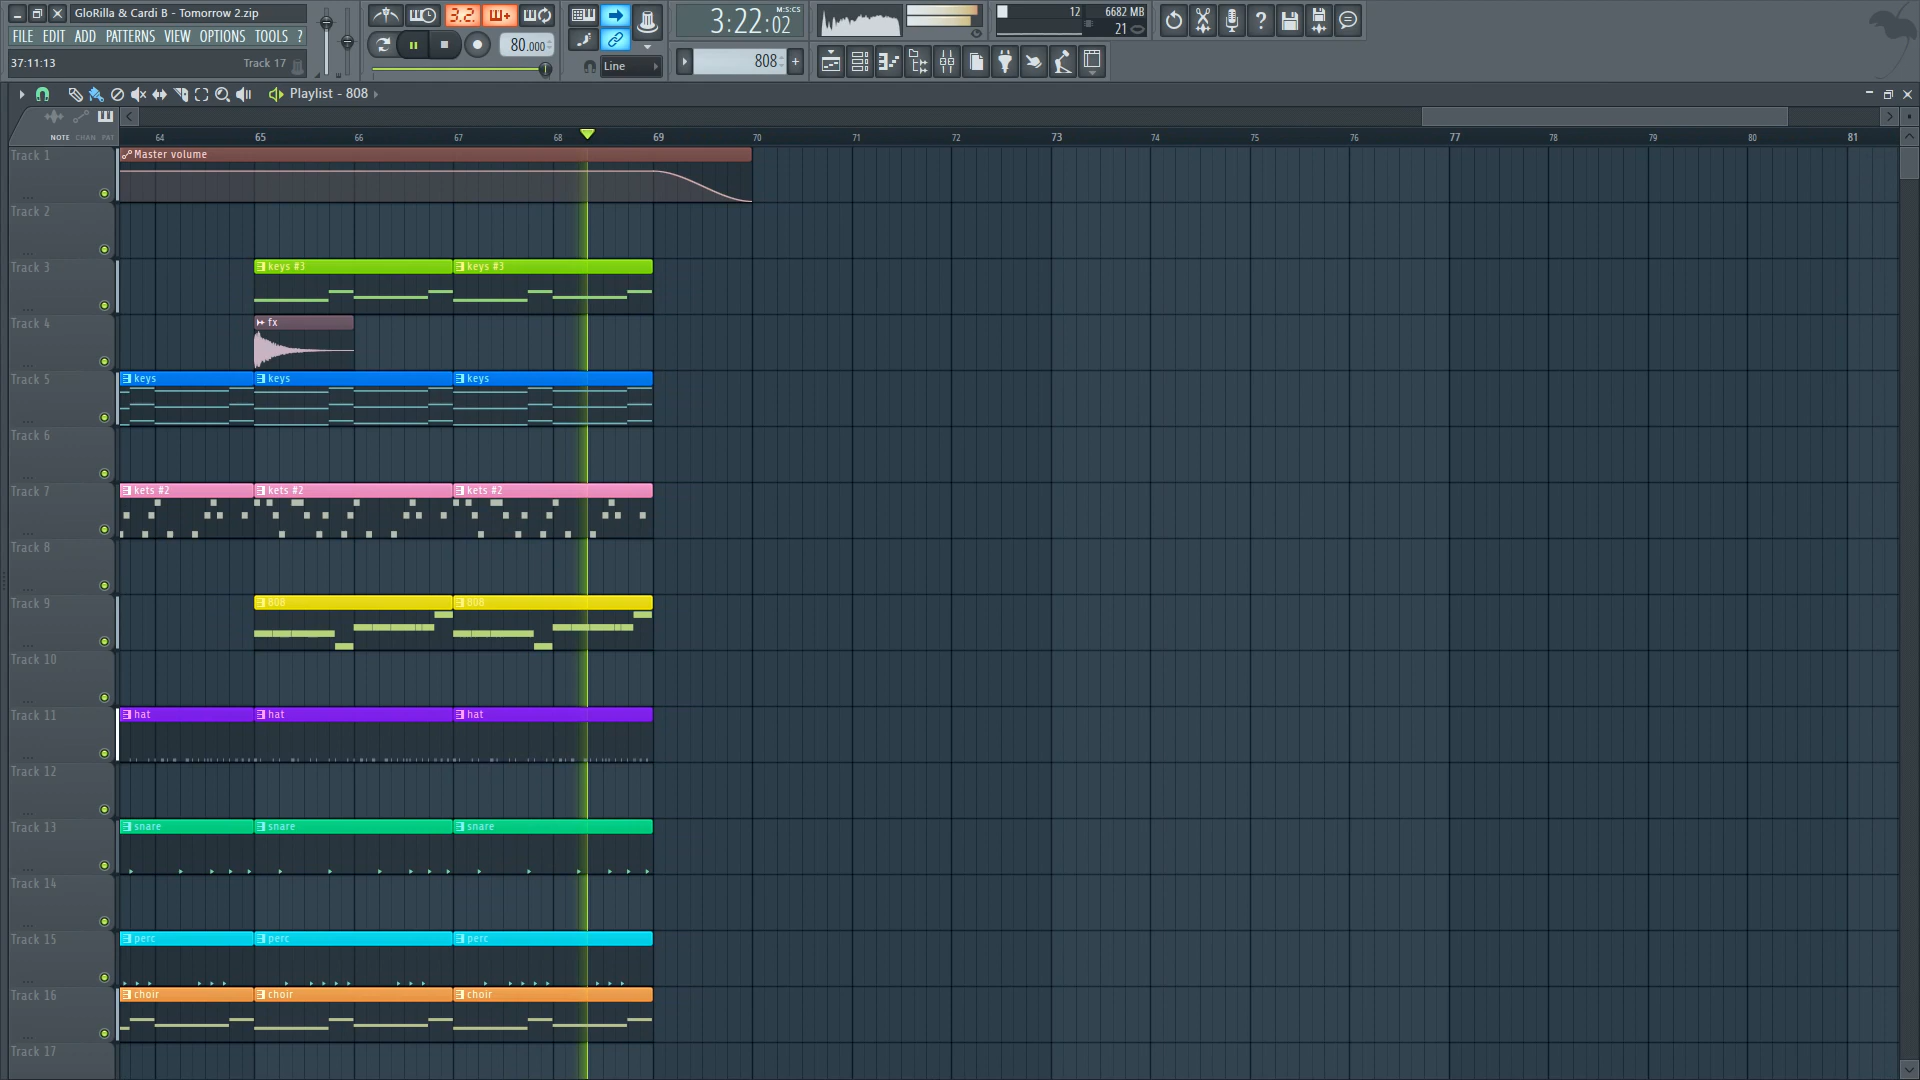 GloRilla & Cardi B - Tomorrow 2.zip
FILE EDIT ADD PATTERNS VIEW OPTIONS TOOLS ?
37:11:13 Track 17
3.2.
80.000
Line
3:22:02 M:S:CS
808
12 6682 MB
21
Playlist - 808
NOTE CHAN PAT
64 65 66 67 68 69 70 71 72 73 74 75 76 77 78 79 80 81
Track 1 Master volume
Track 2
Track 3 keys #3 keys #3
Track 4 fx
Track 5 keys keys keys
Track 6
Track 7 kets #2 kets #2 kets #2
Track 8
Track 9 808 808
Track 10
Track 11 hat hat hat
Track 12
Track 13 snare snare snare
Track 14
Track 15 perc perc perc
Track 16 choir choir choir
Track 17